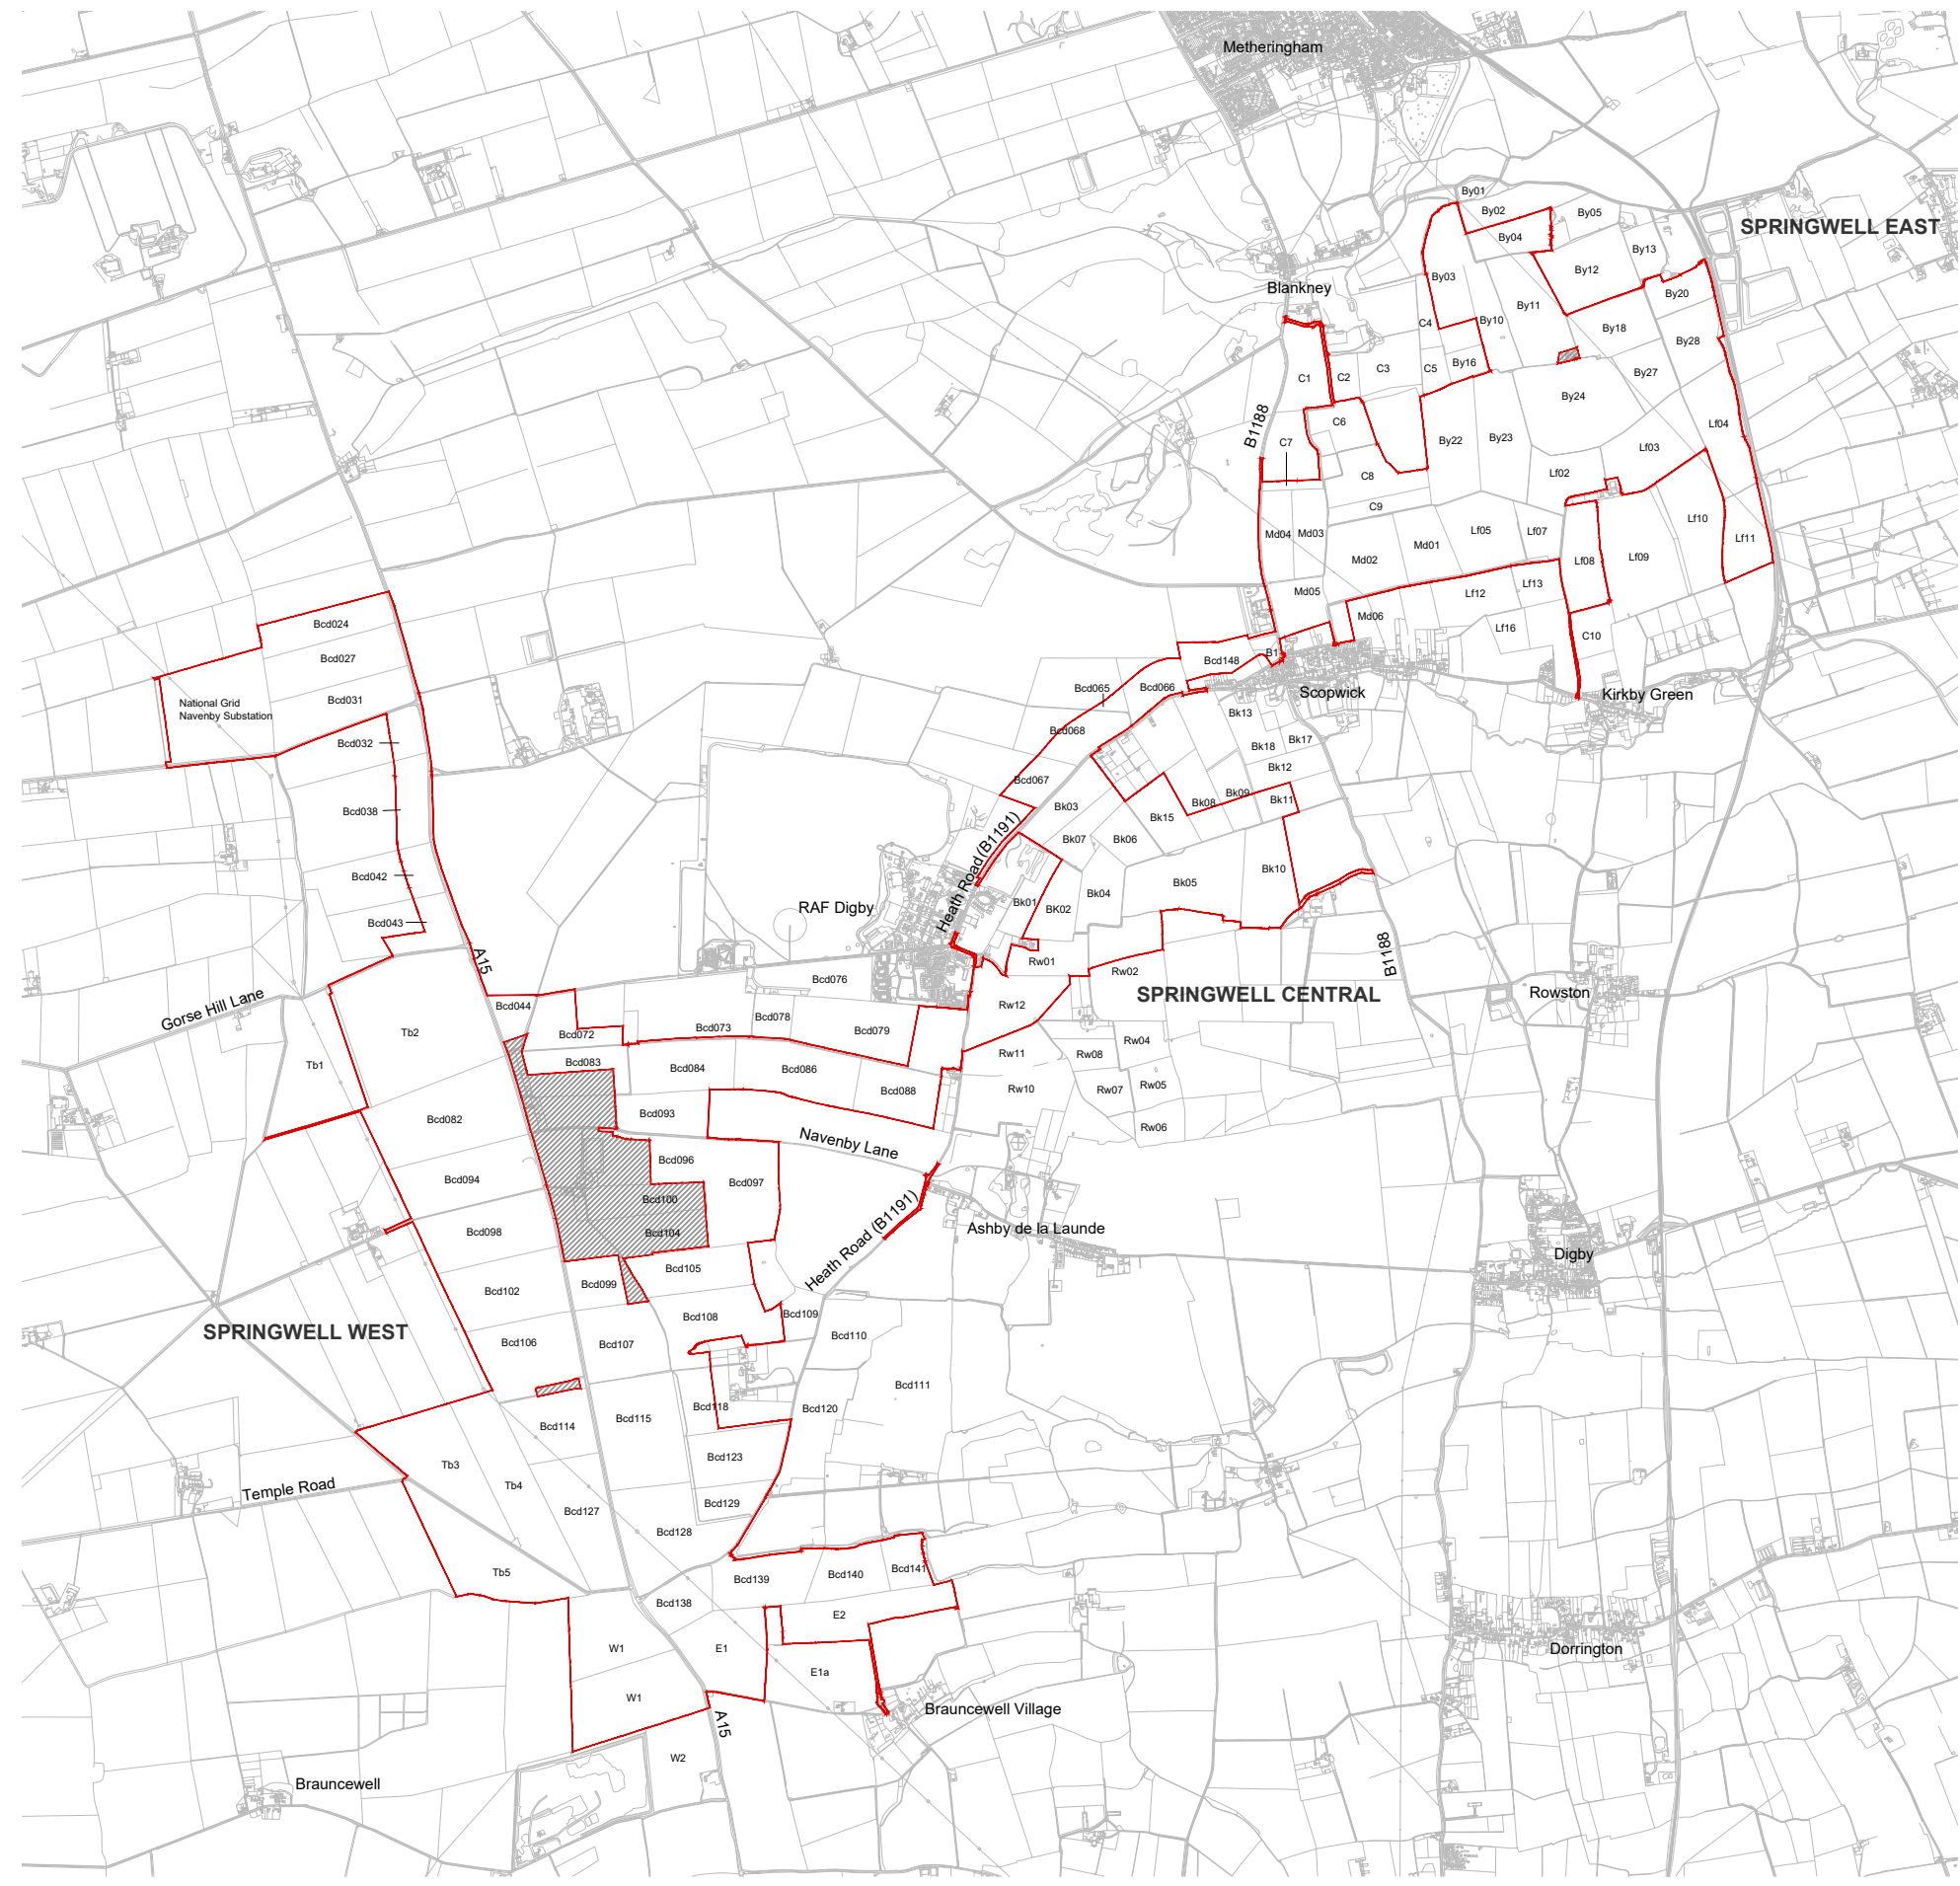 Metheringham
By01
By02
By05
SPRINGWELL EAST
By04
By13
By12
By03
Blankney
By20
By11
C4
By10
By18
By28
C3
C5
By16
C1
C2
By27
By24
B1188
C6
Lf04
C7
By22
By23
Lf03
Lf02
C8
C9
Lf10
Md04
Md03
Lf05
Lf07
Lf11
Md01
Md02
Lf08
Lf09
Lf13
Md05
Lf12
Bcd024
Md06
Lf16
C10
Bcd027
B1
Bcd148
Bcd031
Bcd065
Bcd066
Scopwick
Kirkby Green
National Grid
Navenby Substation
Bk13
Bcd068
Bk17
Bcd032
Bk18
Bk12
Bcd067
Bk09
Bk08
Bk11
Bcd038
Bk03
Bk15
Bk07
Bk06
Heath Road (B1191)
Bk10
Bcd042
Bk05
Bk04
Bk01
BK02
RAF Digby
Bcd043
B1188
A15
Rw01
Rw02
Bcd076
SPRINGWELL CENTRAL
Rowston
Gorse Hill Lane
Bcd044
Rw12
Bcd078
Bcd079
Bcd073
Bcd072
Tb2
Rw04
Rw11
Rw08
Bcd083
Tb1
Bcd084
Bcd086
Rw05
Bcd088
Rw10
Rw07
Bcd093
Bcd082
Rw06
Navenby Lane
Bcd096
Bcd094
Bcd097
Bcd100
Heath Road (B1191)
Ashby de la Launde
Bcd098
Bcd104
Digby
Bcd105
Bcd099
Bcd102
Bcd108
Bcd109
SPRINGWELL WEST
Bcd110
Bcd106
Bcd107
Bcd111
Bcd118
Bcd120
Bcd115
Bcd114
Bcd123
Tb3
Temple Road
Tb4
Bcd129
Bcd127
Bcd128
Bcd141
Tb5
Bcd140
Bcd139
Bcd138
E2
W1
E1
Dorrington
E1a
W1
Brauncewell Village
A15
W2
Brauncewell